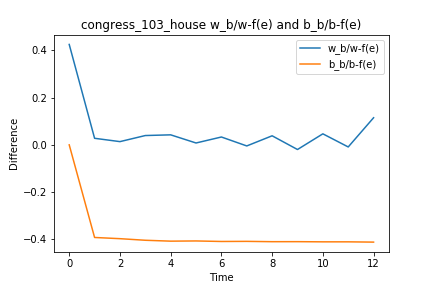 congress_103_house w_b/w-f(e) and b_b/b-f(e)
w_b/w-f(e)
b_b/b-f(e)
0.4
0.2
0.0
−0.2
−0.4
Difference
0 2 4 6 8 10 12
Time